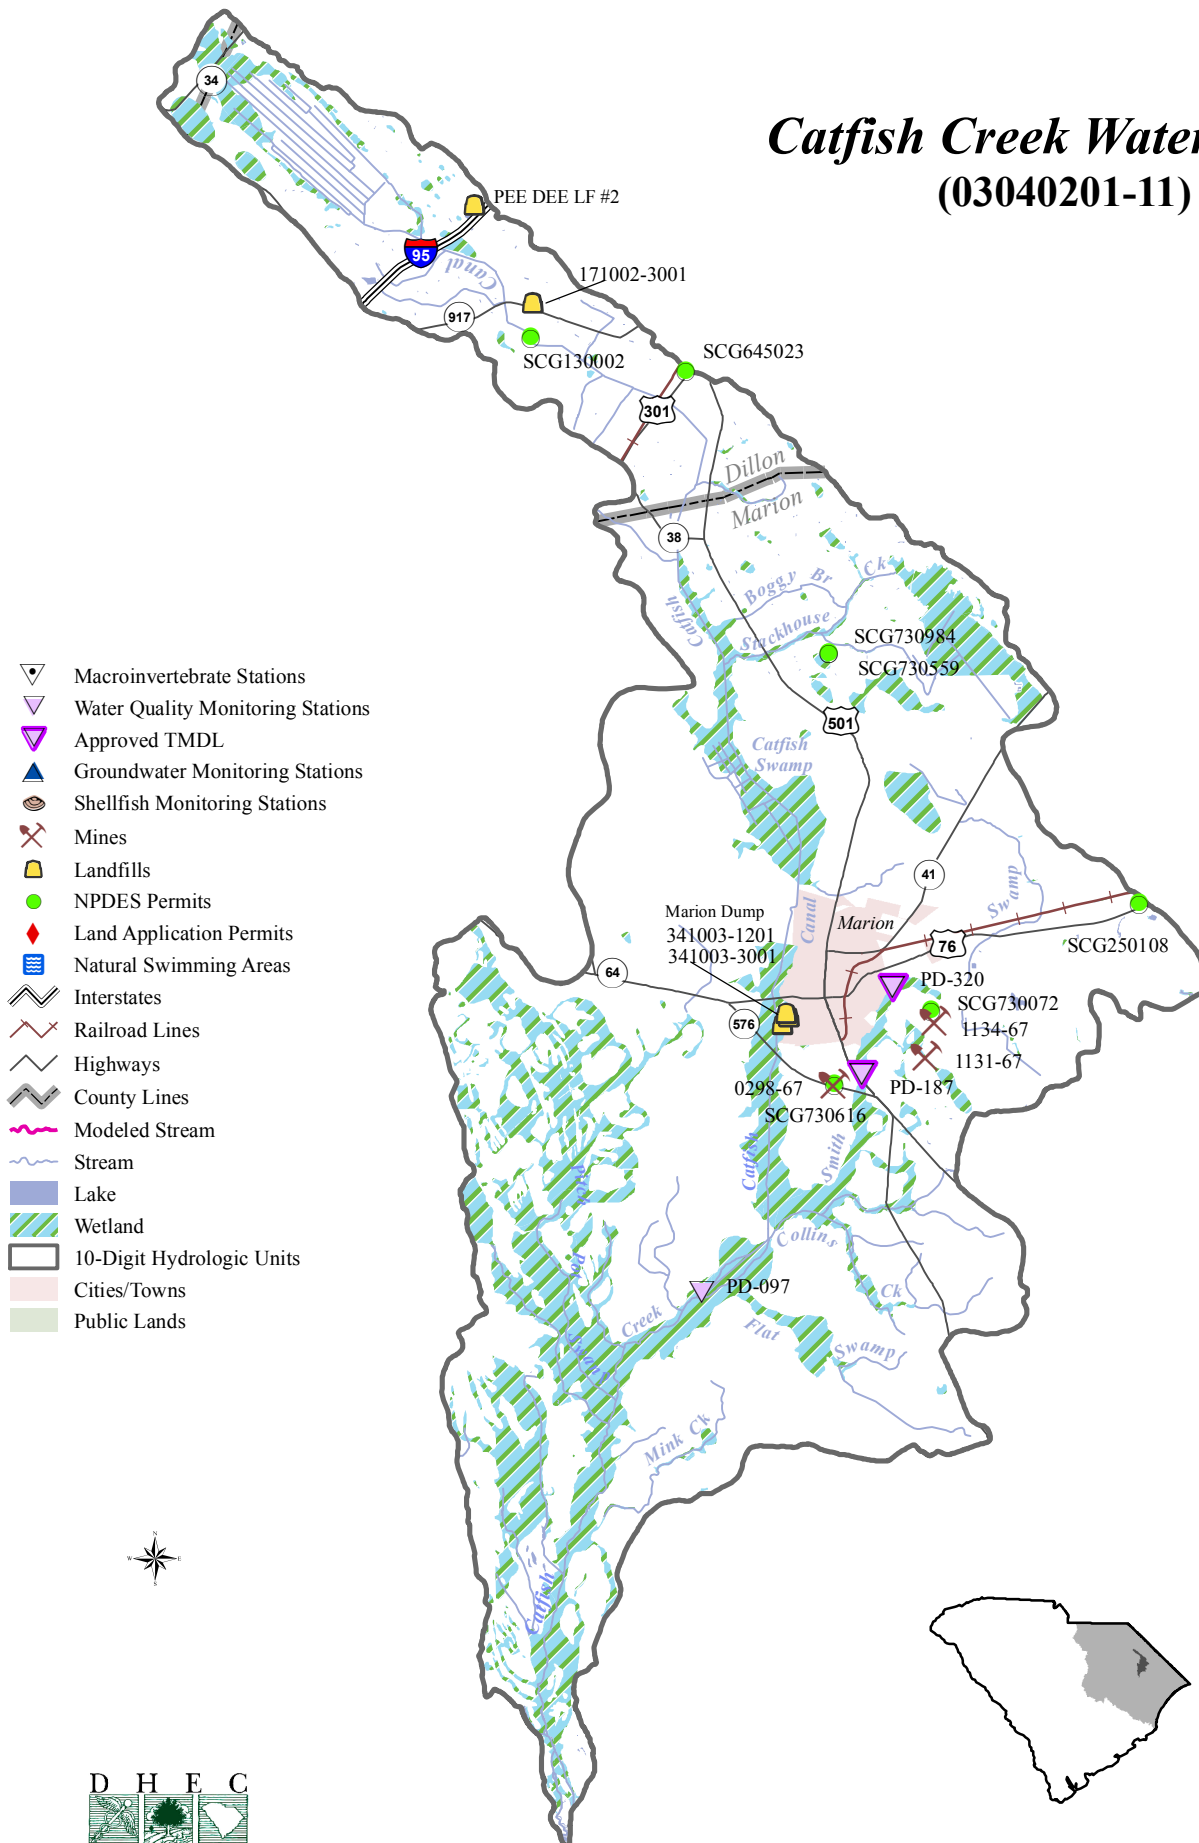 Catfish Creek Water
(03040201-11)
34
PEE DEE LF #2
95
Canal
171002-3001
917
SCG130002
SCG645023
301
Dillon
Marion
38
Boggy Br
Ck
Catfish
Stackhouse
SCG730984
SCG730559
501
Catfish
Swamp
41
Swamp
Canal
Marion
76
SCG250108
Marion Dump
341003-1201
341003-3001
64
576
PD-320
SCG730072
1134-67
1131-67
0298-67
PD-187
SCG730616
Catfish
Smith
Pitch
Pot
Swamp
Collins
Ck
PD-097
Creek
Flat
Swamp
Mink Ck
Catfish
Macroinvertebrate Stations
Water Quality Monitoring Stations
Approved TMDL
Groundwater Monitoring Stations
Shellfish Monitoring Stations
Mines
Landfills
NPDES Permits
Land Application Permits
Natural Swimming Areas
Interstates
Railroad Lines
Highways
County Lines
Modeled Stream
Stream
Lake
Wetland
10-Digit Hydrologic Units
Cities/Towns
Public Lands
N
W E
S
D H E C